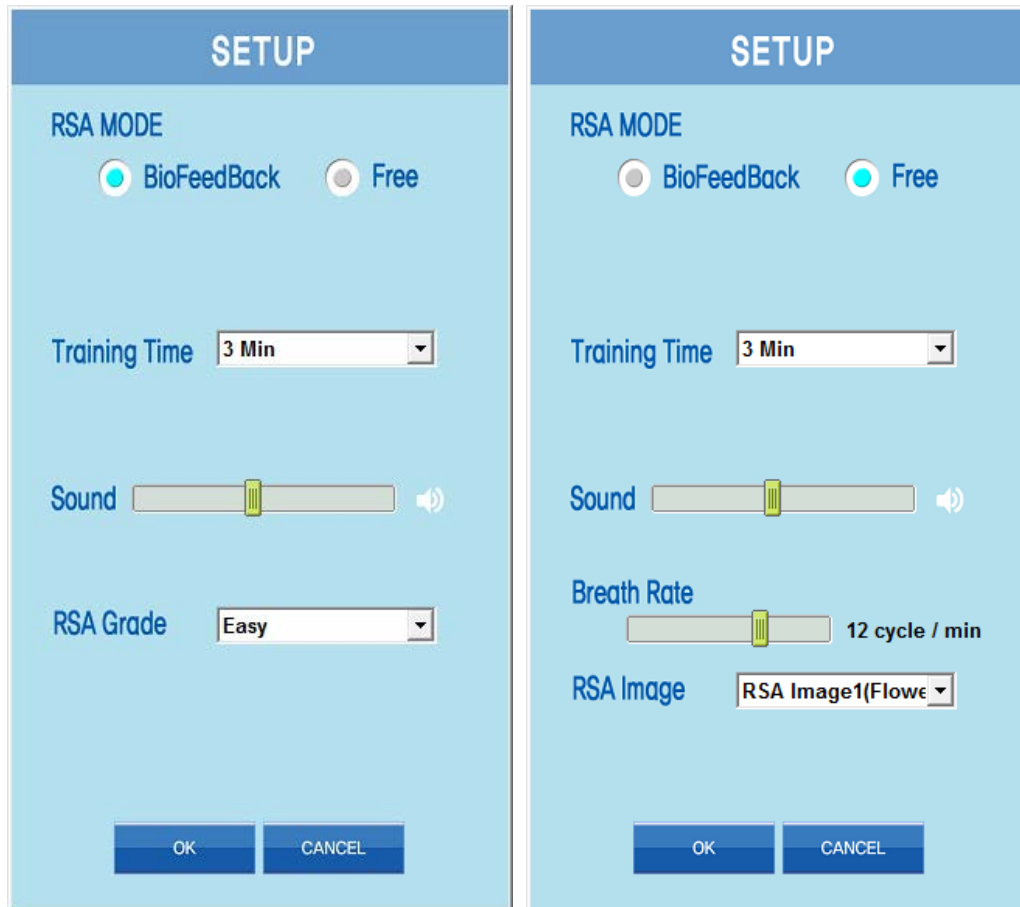 SETUP
RSA MODE
BioFeedBack Free
Training Time 3 Min
Sound
RSA Grade Easy
OK CANCEL
SETUP
RSA MODE
BioFeedBack Free
Training Time 3 Min
Sound
Breath Rate
12 cycle / min
RSA Image RSA Image1(Flowe
OK CANCEL